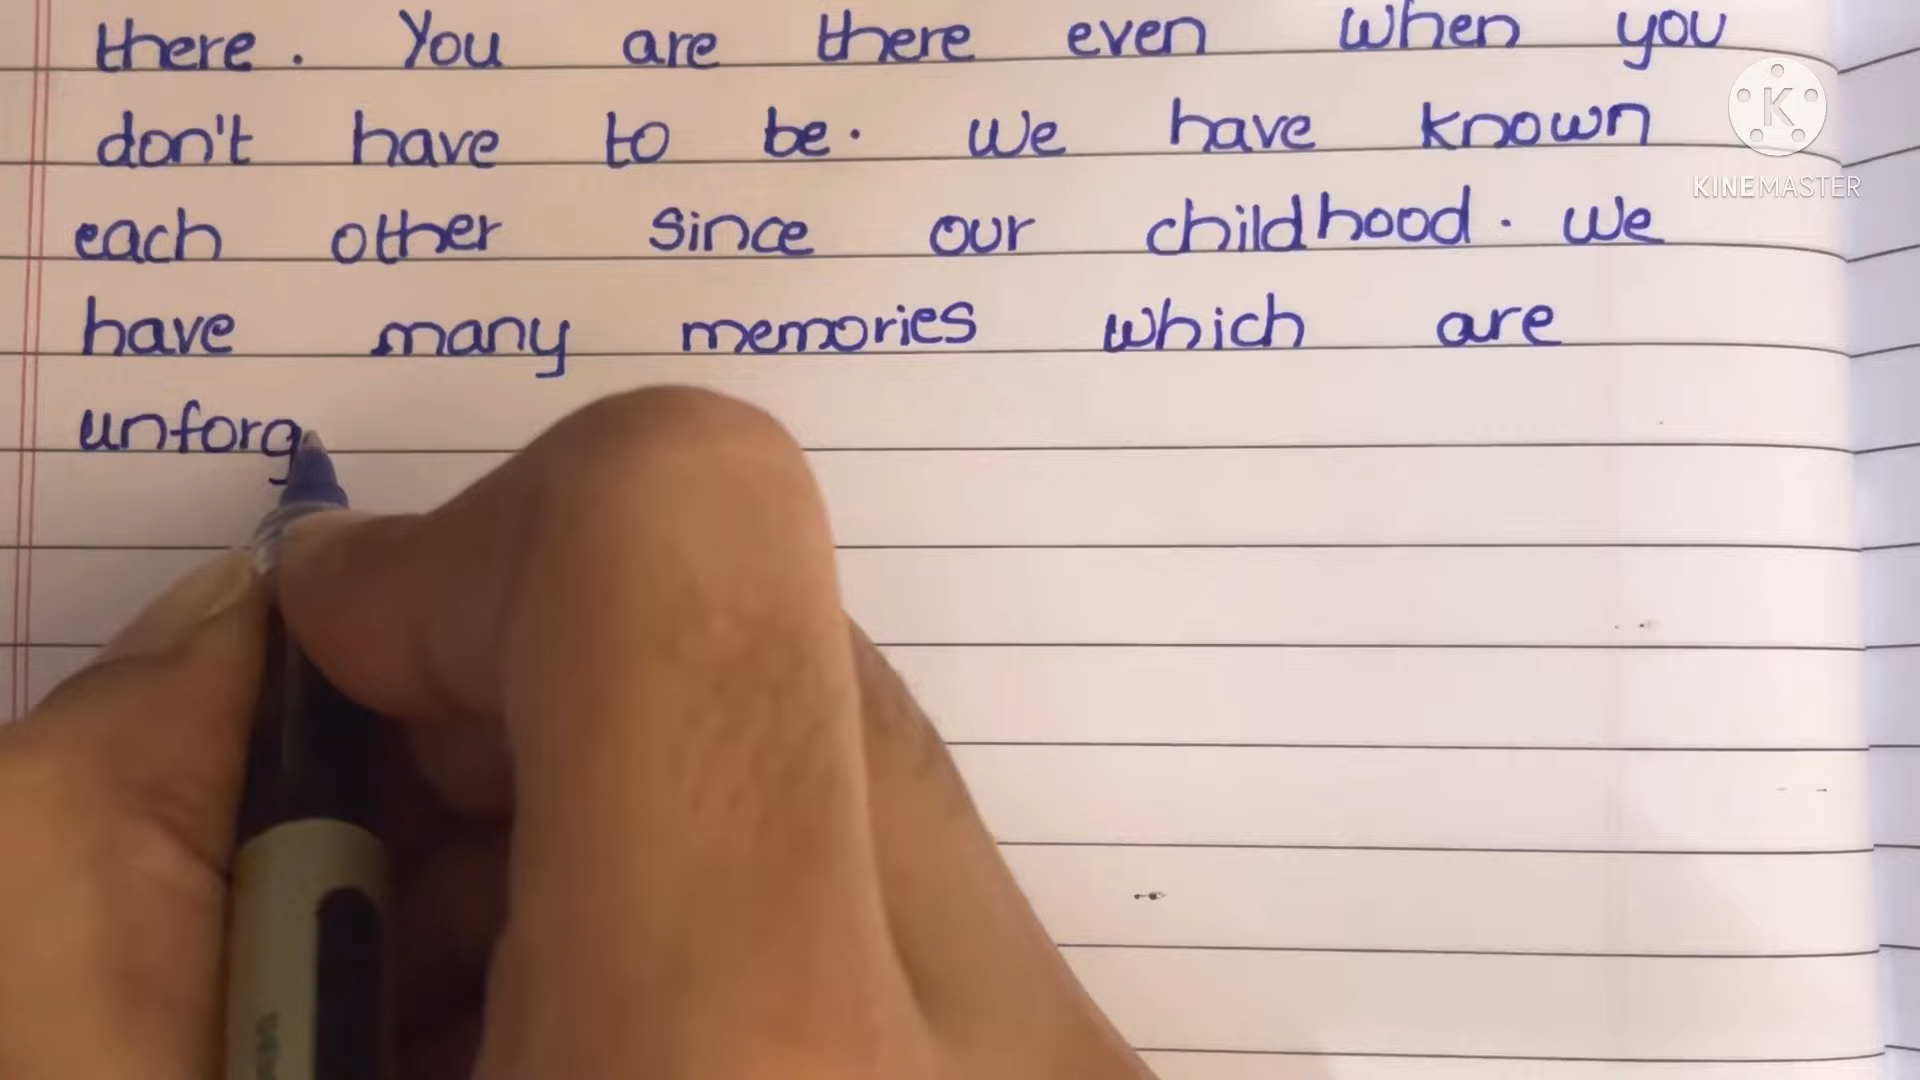 there. You are there even when you
don't have to be. We have known
each other since our childhood. We
have many memories which are
unforg
KINEMASTER